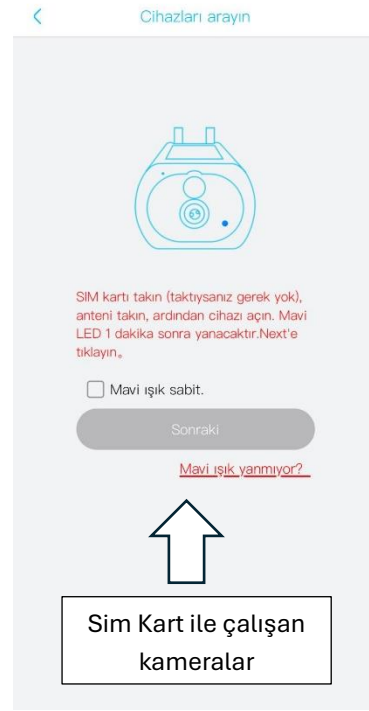 Cihazları arayın
SIM kartı takın (taktıysanız gerek yok),
anteni takın, ardından cihazı açın. Mavi
LED 1 dakika sonra yanacaktır.Next'e
tıklayın。
Mavi ışık sabit.
Sonraki
Mavi ışık yanmıyor?
Sim Kart ile çalışan
kameralar